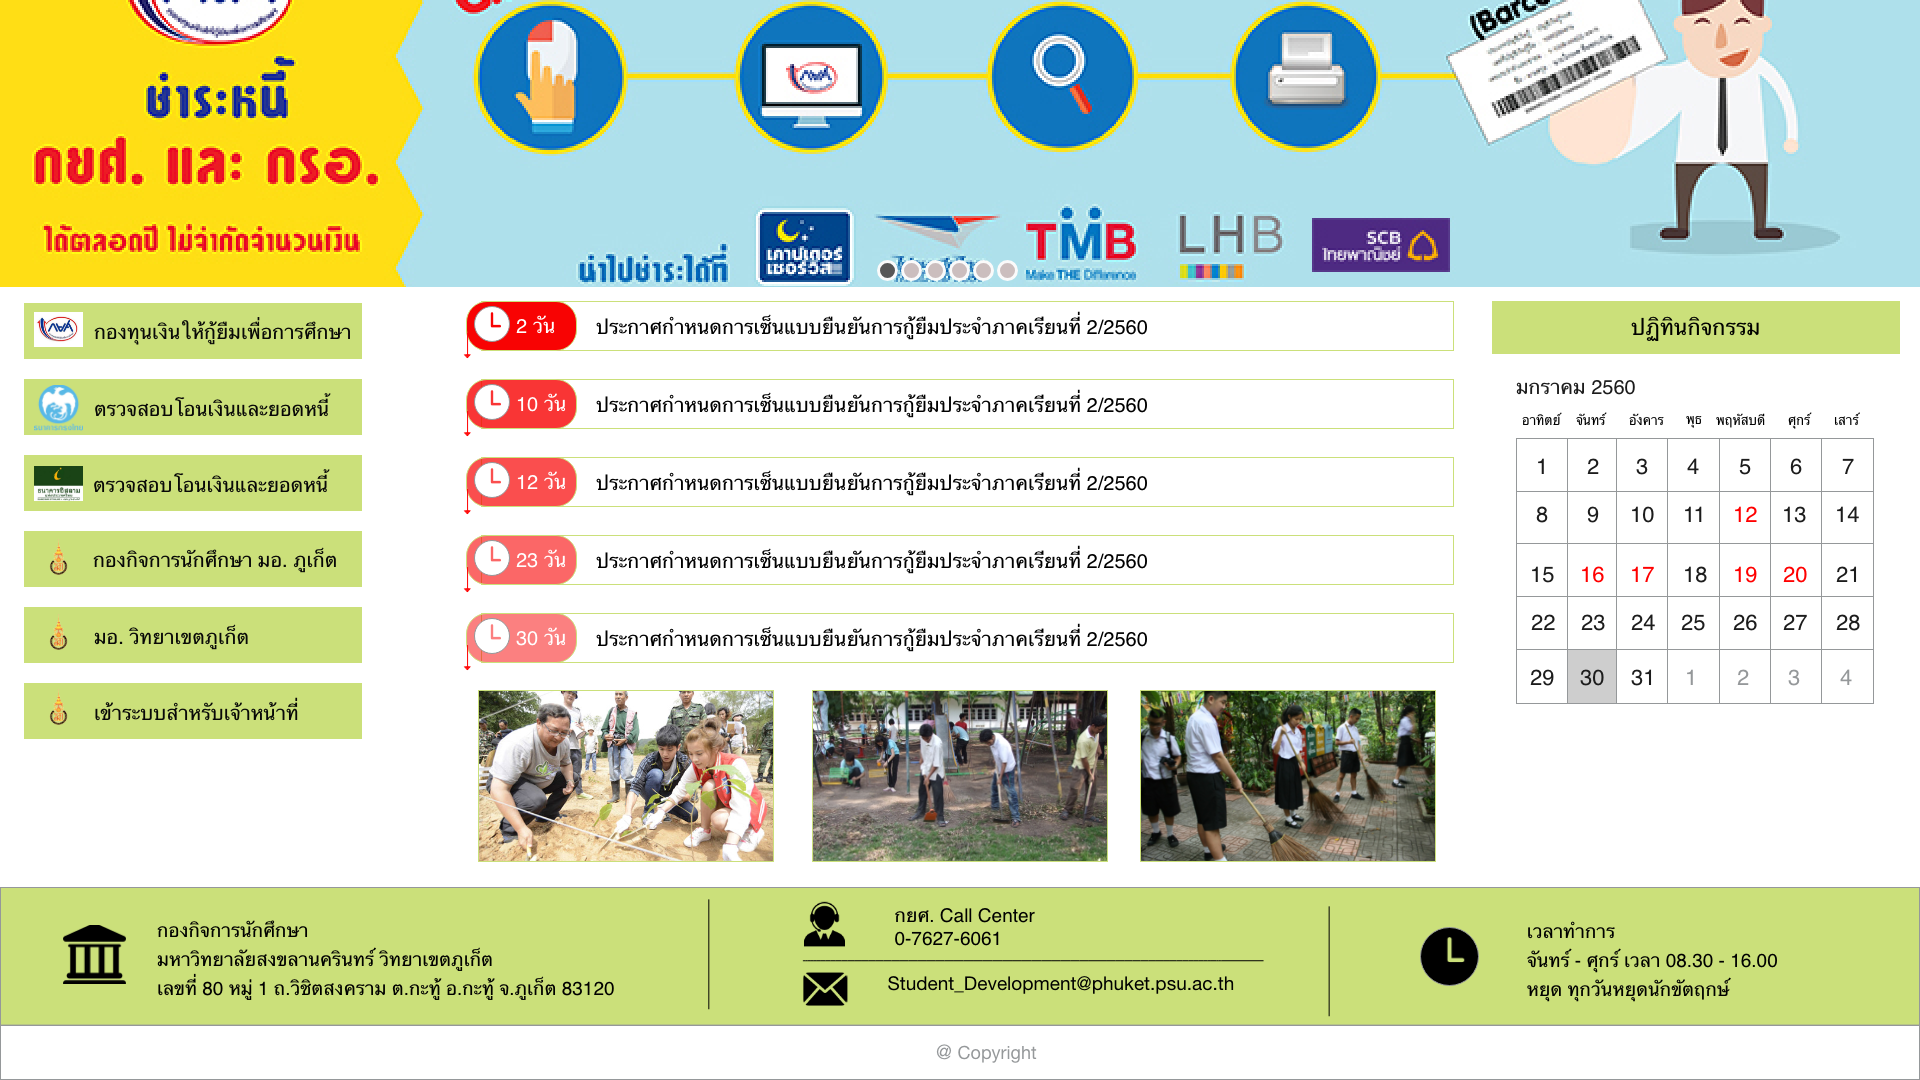 (Barco
ชำระหนี้
กยศ. และ กรอ.
ได้ตลอดปี ไม่จำกัดจำนวนเงิน
นำไปชำระได้ที่
เคาน์เตอร์
เซอร์วิส
TMB
Make THE Difference
LHB
SCB
ไทยพาณิชย์
กองทุนเงินให้กู้ยืมเพื่อการศึกษา
ตรวจสอบโอนเงินและยอดหนี้
ตรวจสอบโอนเงินและยอดหนี้
กองกิจการนักศึกษา มอ. ภูเก็ต
มอ. วิทยาเขตภูเก็ต
เข้าระบบสำหรับเจ้าหน้าที่
2 วัน ประกาศกำหนดการเซ็นแบบยืนยันการกู้ยืมประจำภาคเรียนที่ 2/2560
10 วัน ประกาศกำหนดการเซ็นแบบยืนยันการกู้ยืมประจำภาคเรียนที่ 2/2560
12 วัน ประกาศกำหนดการเซ็นแบบยืนยันการกู้ยืมประจำภาคเรียนที่ 2/2560
23 วัน ประกาศกำหนดการเซ็นแบบยืนยันการกู้ยืมประจำภาคเรียนที่ 2/2560
30 วัน ประกาศกำหนดการเซ็นแบบยืนยันการกู้ยืมประจำภาคเรียนที่ 2/2560
ปฏิทินกิจกรรม
มกราคม 2560
อาทิตย์ จันทร์ อังคาร พุธ พฤหัสบดี ศุกร์ เสาร์
1 2 3 4 5 6 7
8 9 10 11 12 13 14
15 16 17 18 19 20 21
22 23 24 25 26 27 28
29 30 31 1 2 3 4
กองกิจการนักศึกษา
มหาวิทยาลัยสงขลานครินทร์ วิทยาเขตภูเก็ต
เลขที่ 80 หมู่ 1 ถ.วิชิตสงคราม ต.กะทู้ อ.กะทู้ จ.ภูเก็ต 83120
กยศ. Call Center
0-7627-6061
Student_Development@phuket.psu.ac.th
เวลาทำการ
จันทร์ - ศุกร์ เวลา 08.30 - 16.00
หยุด ทุกวันหยุดนักขัตฤกษ์
@ Copyright